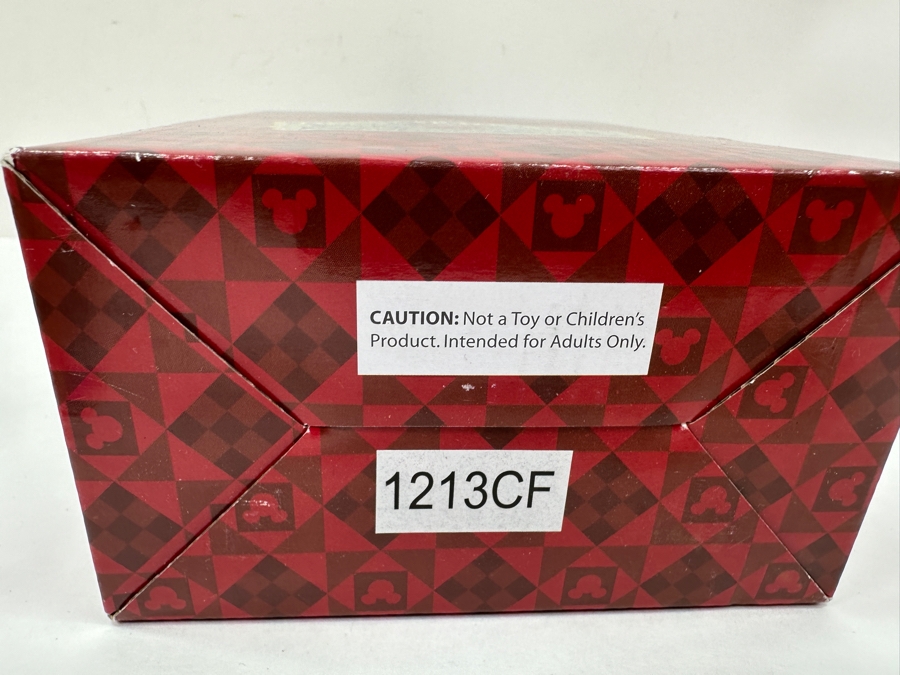 CAUTION: Not a Toy or Children's
Product. Intended for Adults Only.
1213CF